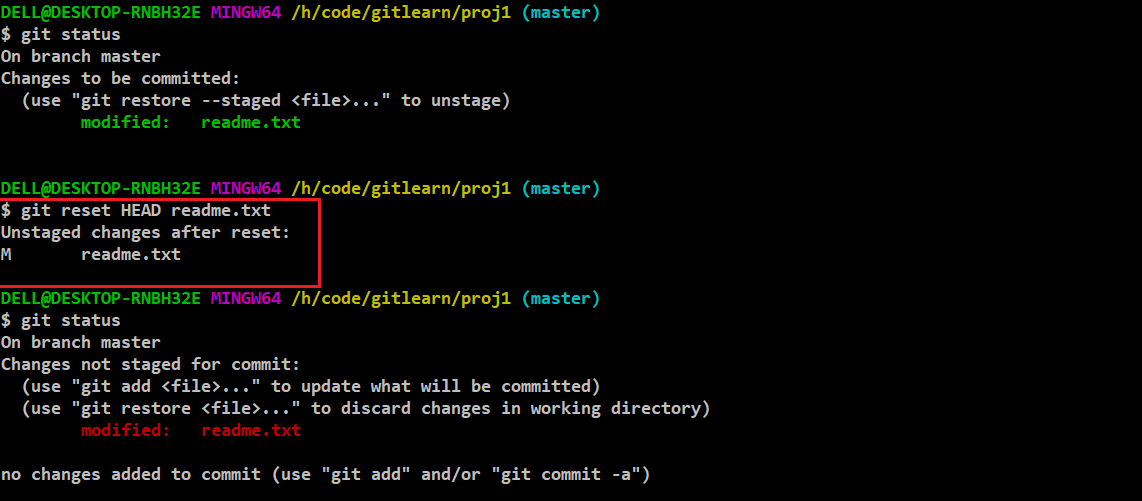 DELL@DESKTOP-RNBH32E MINGW64 /h/code/gitlearn/proj1 (master)
$ git status
On branch master
Changes to be committed:
  (use "git restore --staged <file>..." to unstage)
        modified:   readme.txt

DELL@DESKTOP-RNBH32E MINGW64 /h/code/gitlearn/proj1 (master)
$ git reset HEAD readme.txt
Unstaged changes after reset:
M       readme.txt

DELL@DESKTOP-RNBH32E MINGW64 /h/code/gitlearn/proj1 (master)
$ git status
On branch master
Changes not staged for commit:
  (use "git add <file>..." to update what will be committed)
  (use "git restore <file>..." to discard changes in working directory)
        modified:   readme.txt

no changes added to commit (use "git add" and/or "git commit -a")